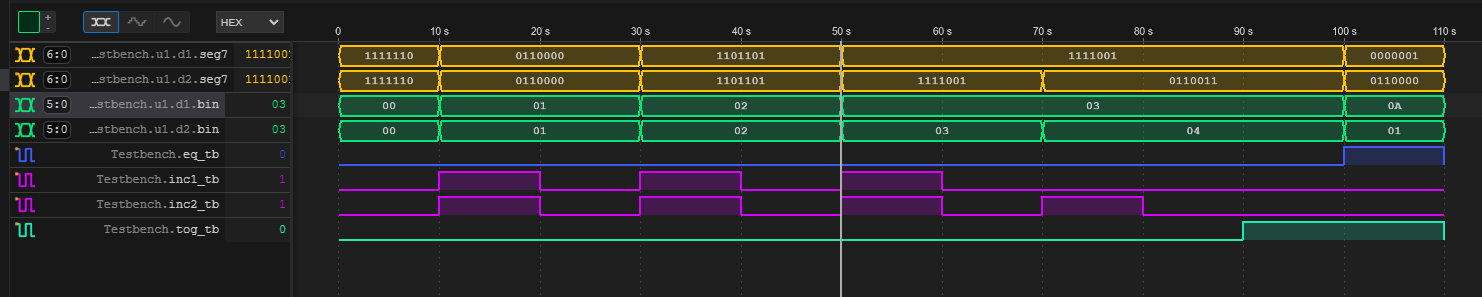 +
-
HEX
0 10 s 20 s 30 s 40 s 50 s 60 s 70 s 80 s 90 s 100 s 110 s
6:0 …stbench.u1.d1.seg7 111100 1111110 0110000 1101101 1111001 0000001
6:0 …stbench.u1.d2.seg7 111100 1111110 0110000 1101101 1111001 0110011 0110000
5:0 …stbench.u1.d1.bin 03 00 01 02 03 0A
5:0 …stbench.u1.d2.bin 03 00 01 02 03 04 01
Testbench.eq_tb 0
Testbench.inc1_tb 1
Testbench.inc2_tb 1
Testbench.tog_tb 0